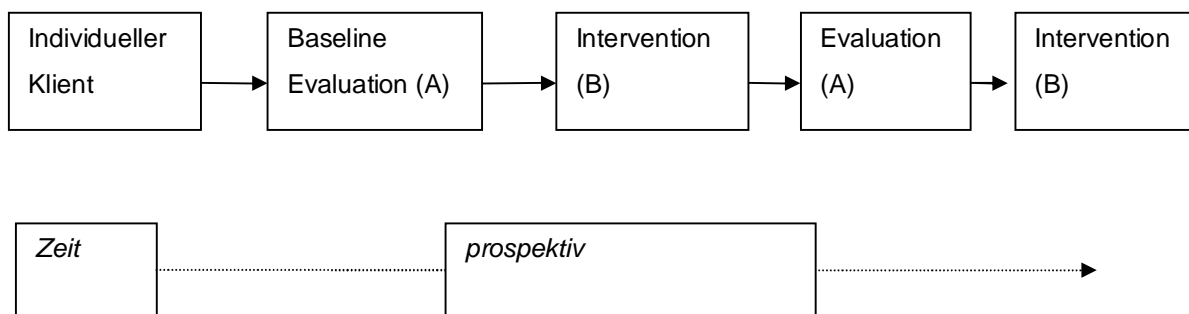 Individueller
Klient
Baseline
Evaluation (A)
Intervention
(B)
Evaluation
(A)
Intervention
(B)
Zeit
prospektiv